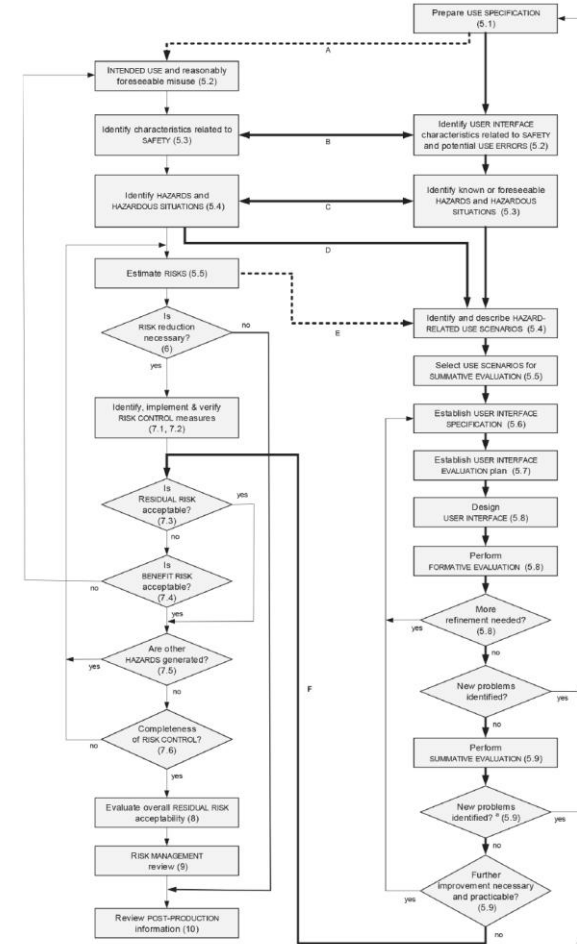 Prepare USE SPECIFICATION
(5.1)
A
INTENDED USE and reasonably
foreseeable misuse (5.2)
Identify characteristics related to
SAFETY (5.3)
B
Identify USER INTERFACE
characteristics related to SAFETY
and potential USE ERRORS (5.2)
Identify HAZARDS and
HAZARDOUS SITUATIONS (5.4)
C
Identify known or foreseeable
HAZARDS and HAZARDOUS
SITUATIONS (5.3)
D
Estimate RISKS (5.5)
E
Is
RISK reduction
necessary?
(6)
no
yes
Identify, implement & verify
RISK CONTROL measures
(7.1, 7.2)
Is
RESIDUAL RISK
acceptable?
(7.3)
yes
no
Is
BENEFIT RISK
acceptable?
(7.4)
no
yes
Are other
HAZARDS generated?
(7.5)
yes
no
F
Completeness
of RISK CONTROL?
(7.6)
no
yes
Evaluate overall RESIDUAL RISK
acceptability (8)
RISK MANAGEMENT
review (9)
Review POST-PRODUCTION
information (10)
Identify and describe HAZARD-
RELATED USE SCENARIOS (5.4)
Select USE SCENARIOS for
SUMMATIVE EVALUATION (5.5)
Establish USER INTERFACE
SPECIFICATION (5.6)
Establish USER INTERFACE
EVALUATION plan (5.7)
Design
USER INTERFACE (5.8)
Perform
FORMATIVE EVALUATION (5.8)
More
refinement needed?
(5.8)
yes
no
New problems
identified?
yes
no
Perform
SUMMATIVE EVALUATION (5.9)
New problems
identified? a (5.9)
yes
no
Further
improvement necessary
and practicable?
(5.9)
yes
no